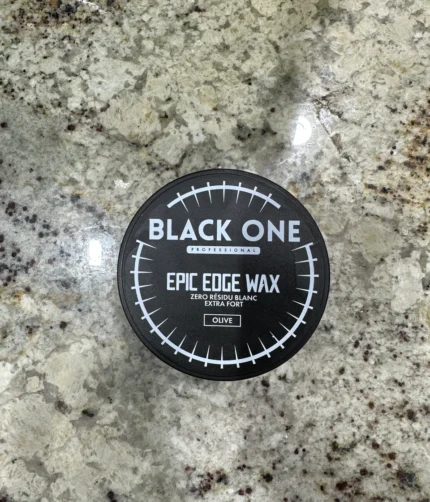 BLACK ONE
PROFESSIONAL
EPIC EDGE WAX
ZERO RÉSIDU BLANC
EXTRA FORT
OLIVE